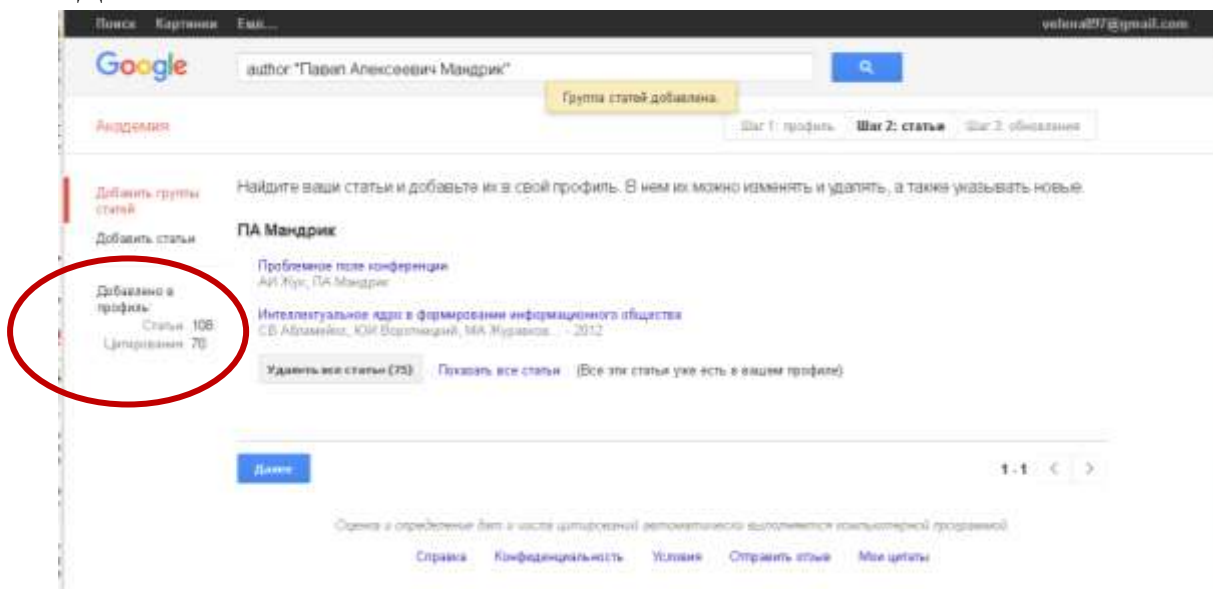 Поиск Картинки Ещё...
Google
author:"Павел Алексеевич Мандрик"
Группа статей добавлена.
Академия
Шаг 1: профиль Шаг 2: статьи Шаг 3: обновления
Добавить группы
статей
Добавить статьи
Добавлено в
профиль:
Статьи 108
Цитирования
Найдите ваши статьи и добавьте их в свой профиль. В нем их можно изменять и удалять, а также указывать новые.
ПА Мандрик
Проблемное поле конференции
АИ Жук, ПА Мандрик
Интеллектуальное ядро в формировании информационного общества
СВ Абламейко, ЮИ Воротницкий, МА Журавков... - 2012
Удалить все статьи (75) Показать все статьи (Все эти статьи уже есть в вашем профиле)
Далее
1-1
Оценка и определение дат и числа цитирований автоматически выполняется компьютерной программой.
Справка Конфиденциальность Условия Отправить отзыв Мои цитаты